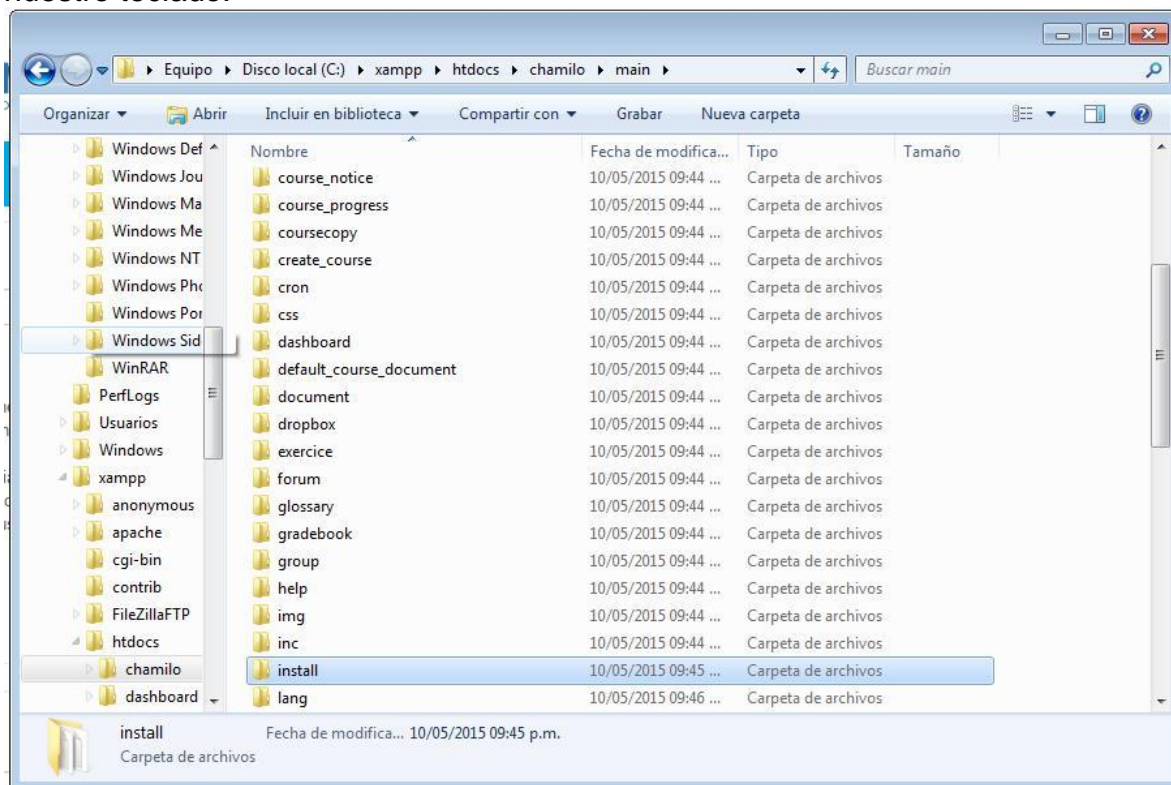 nuestro teclado.
Equipo Disco local (C:) xampp htdocs chamilo main Buscar main
Organizar Abrir Incluir en biblioteca Compartir con Grabar Nueva carpeta
Windows Def
Windows Jou
Windows Ma
Windows Me
Windows NT
Windows Pho
Windows Por
Windows Sid
WinRAR
PerfLogs
Usuarios
Windows
xampp
anonymous
apache
cgi-bin
contrib
FileZillaFTP
htdocs
chamilo
dashboard
Nombre Fecha de modifica... Tipo Tamaño
course_notice 10/05/2015 09:44 ... Carpeta de archivos
course_progress 10/05/2015 09:44 ... Carpeta de archivos
coursecopy 10/05/2015 09:44 ... Carpeta de archivos
create_course 10/05/2015 09:44 ... Carpeta de archivos
cron 10/05/2015 09:44 ... Carpeta de archivos
css 10/05/2015 09:44 ... Carpeta de archivos
dashboard 10/05/2015 09:44 ... Carpeta de archivos
default_course_document 10/05/2015 09:44 ... Carpeta de archivos
document 10/05/2015 09:44 ... Carpeta de archivos
dropbox 10/05/2015 09:44 ... Carpeta de archivos
exercice 10/05/2015 09:44 ... Carpeta de archivos
forum 10/05/2015 09:44 ... Carpeta de archivos
glossary 10/05/2015 09:44 ... Carpeta de archivos
gradebook 10/05/2015 09:44 ... Carpeta de archivos
group 10/05/2015 09:44 ... Carpeta de archivos
help 10/05/2015 09:44 ... Carpeta de archivos
img 10/05/2015 09:44 ... Carpeta de archivos
inc 10/05/2015 09:44 ... Carpeta de archivos
install 10/05/2015 09:45 ... Carpeta de archivos
lang 10/05/2015 09:46 ... Carpeta de archivos
install Fecha de modifica... 10/05/2015 09:45 p.m.
Carpeta de archivos